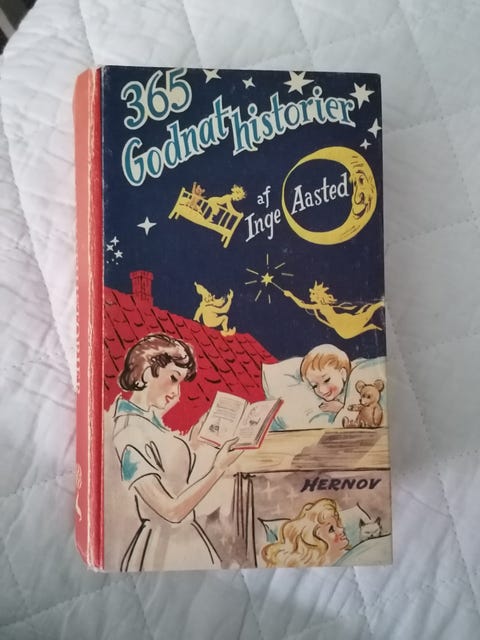 365
Godnat historier
af
Inge Aasted
HERNOV